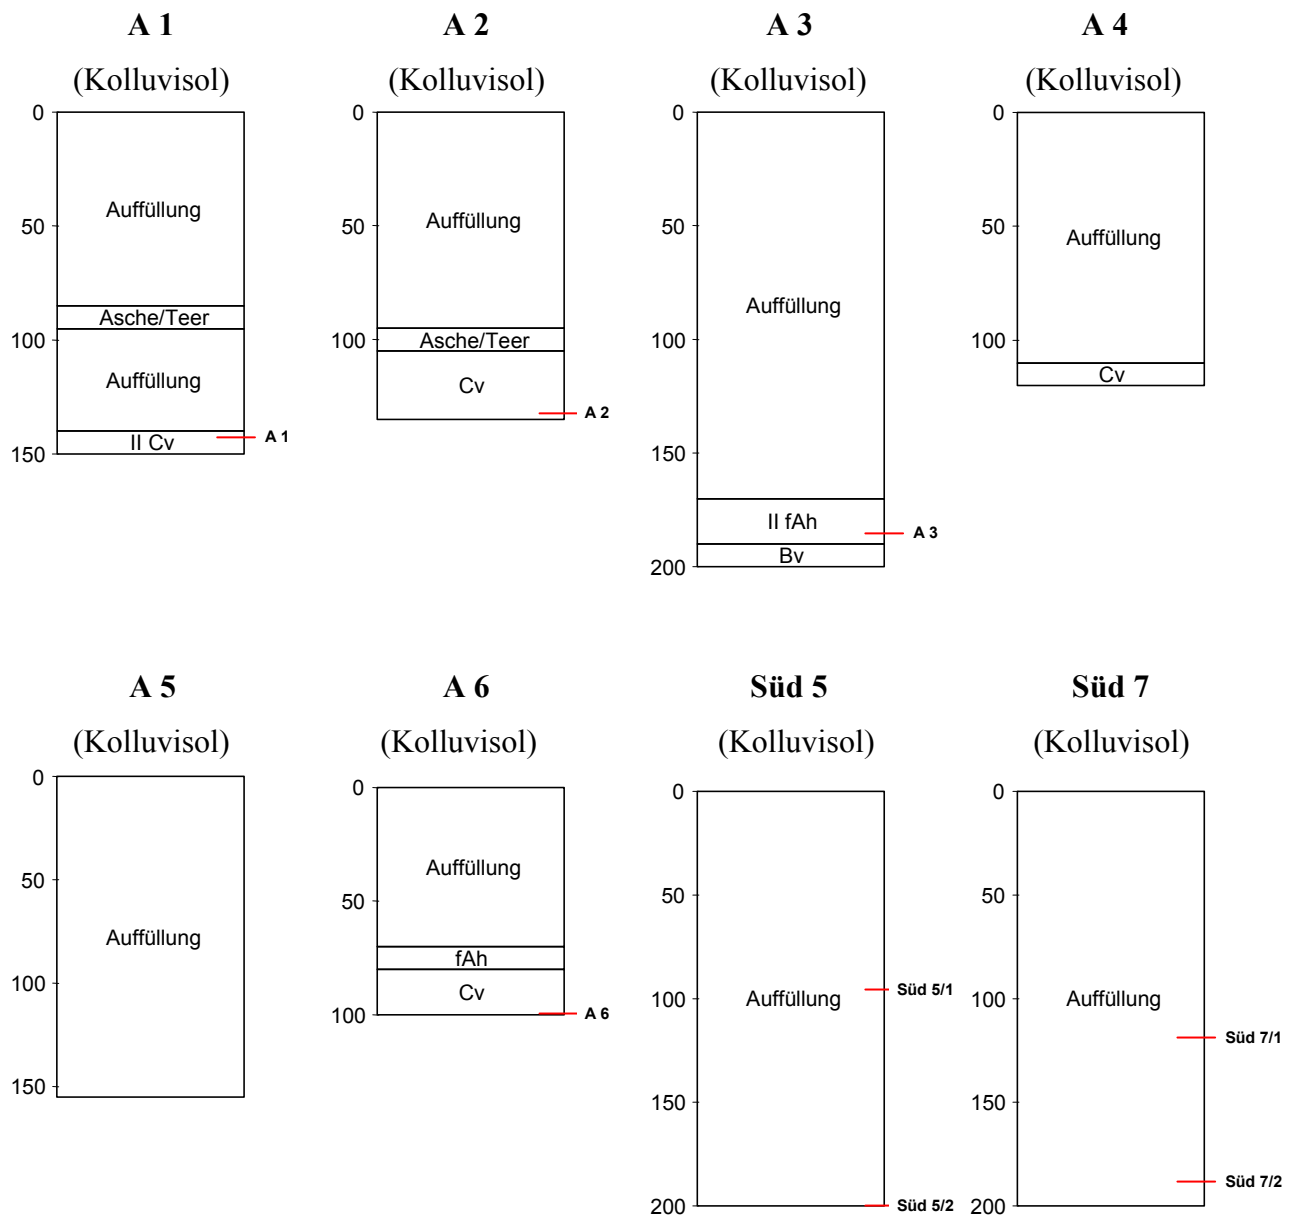 A 1
(Kolluvisol)
0
50
100
150
Auffüllung
Asche/Teer
Auffüllung
II Cv
A 1
A 2
(Kolluvisol)
0
50
100
Auffüllung
Asche/Teer
Cv
A 2
A 3
(Kolluvisol)
0
50
100
150
200
Auffüllung
II fAh
Bv
A 3
A 4
(Kolluvisol)
0
50
100
Auffüllung
Cv
A 5
(Kolluvisol)
0
50
100
150
Auffüllung
A 6
(Kolluvisol)
0
50
100
Auffüllung
fAh
Cv
A 6
Süd 5
(Kolluvisol)
0
50
100
150
200
Auffüllung
Süd 5/1
Süd 5/2
Süd 7
(Kolluvisol)
0
50
100
150
200
Auffüllung
Süd 7/1
Süd 7/2